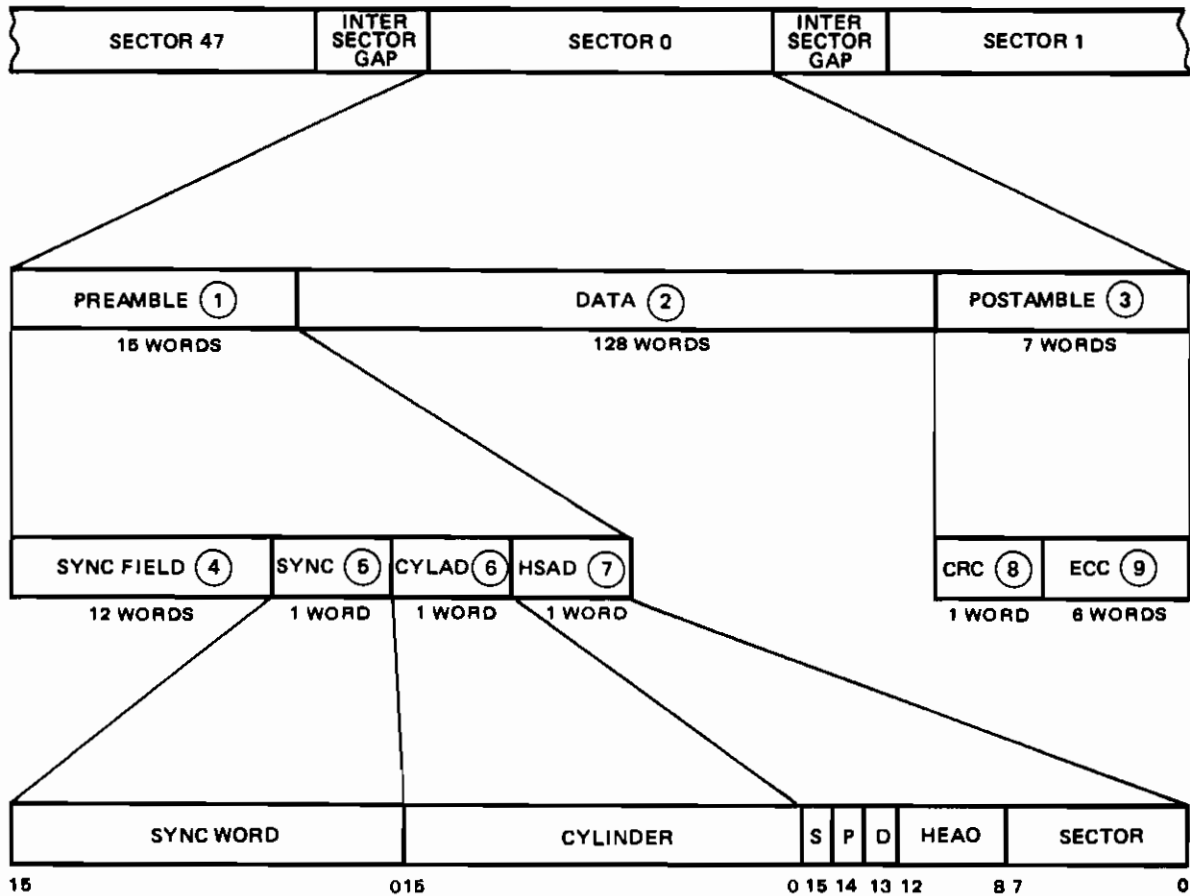 SECTOR 47
INTER
SECTOR
GAP
SECTOR 0
INTER
SECTOR
GAP
SECTOR 1
PREAMBLE 1
DATA 2
POSTAMBLE 3
15 WORDS
128 WORDS
7 WORDS
SYNC FIELD 4
SYNC 5
CYLAD 6
HSAD 7
CRC 8
ECC 9
12 WORDS
1 WORD
1 WORD
1 WORD
1 WORD
6 WORDS
SYNC WORD
CYLINDER
S
P
D
HEAD
SECTOR
15
015
0 15 14 13 12
8 7
0